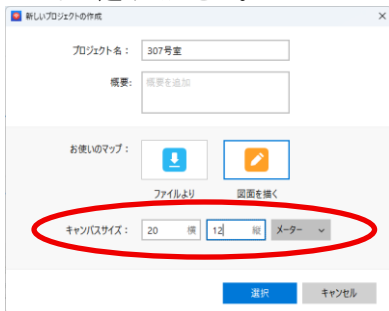 新しいプロジェクトの作成
プロジェクト名： 307号室
概要: 概要を追加
お使いのマップ：
ファイルより 図面を描く
キャンバスサイズ： 20 横 12 縦 メーター
選択 キャンセル